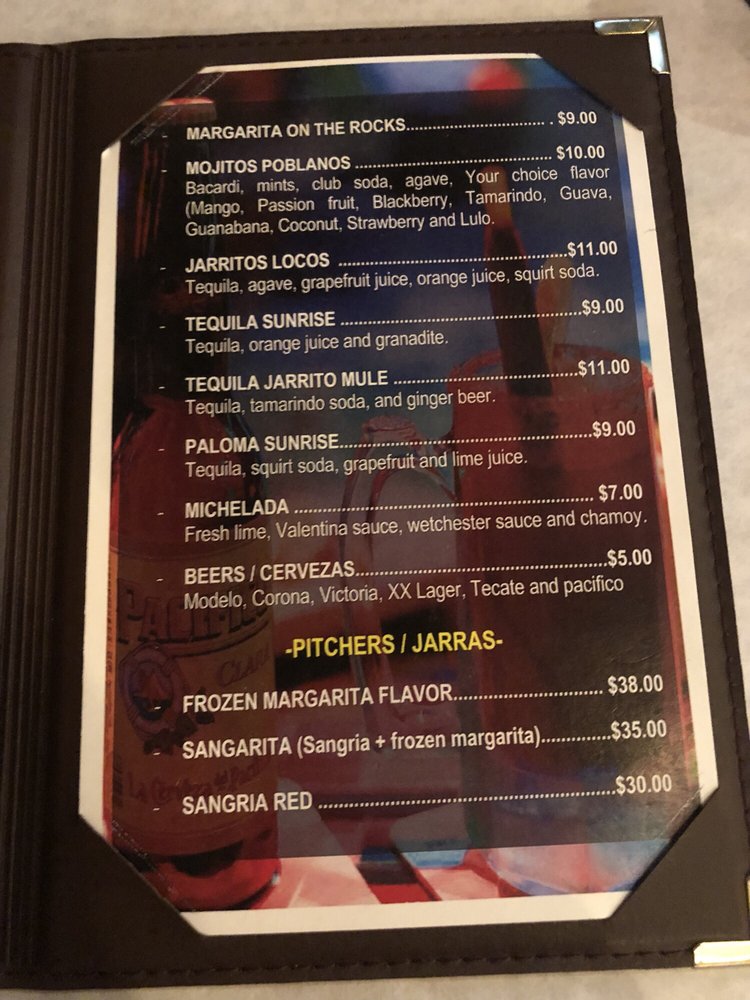 - MARGARITA ON THE ROCKS.............................. . $9.00
- MOJITOS POBLANOS .......................................... $10.00
Bacardi, mints, club soda, agave, Your choice flavor
(Mango, Passion fruit, Blackberry, Tamarindo, Guava,
Guanabana, Coconut, Strawberry and Lulo.
- JARRITOS LOCOS ................................................$11.00
Tequila, agave, grapefruit juice, orange juice, squirt soda.
- TEQUILA SUNRISE ..................................................$9.00
Tequila, orange juice and granadite.
- TEQUILA JARRITO MULE ......................................$11.00
Tequila, tamarindo soda, and ginger beer.
- PALOMA SUNRISE....................................................$9.00
Tequila, squirt soda, grapefruit and lime juice.
- MICHELADA .............................................................. $7.00
Fresh lime, Valentina sauce, wetchester sauce and chamoy.
- BEERS / CERVEZAS....................................................$5.00
Modelo, Corona, Victoria, XX Lager, Tecate and pacifico
-PITCHERS / JARRAS-
- FROZEN MARGARITA FLAVOR.............................. $38.00
- SANGARITA (Sangria + frozen margarita)..............$35.00
- SANGRIA RED ............................................................$30.00
PACIFICO
CLARA